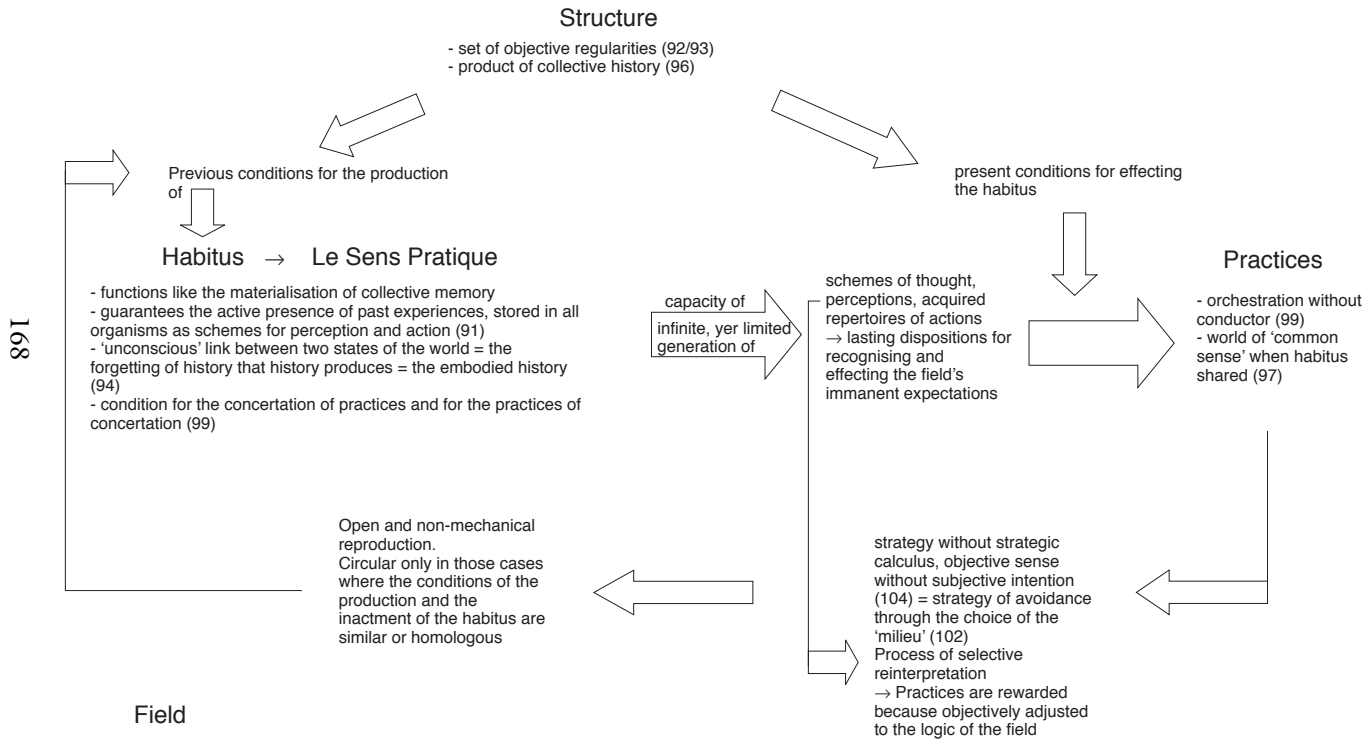 Structure
- set of objective regularities (92/93)
- product of collective history (96)
Previous conditions for the production
of
present conditions for effecting
the habitus
Habitus → Le Sens Pratique
- functions like the materialisation of collective memory
- guarantees the active presence of past experiences, stored in all
organisms as schemes for perception and action (91)
- ‘unconscious’ link between two states of the world = the
forgetting of history that history produces = the embodied history
(94)
- condition for the concertation of practices and for the practices of
concertation (99)
capacity of
infinite, yer limited
generation of
schemes of thought,
perceptions, acquired
repertoires of actions
→ lasting dispositions for
recognising and
effecting the field’s
immanent expectations
Practices
- orchestration without
conductor (99)
- world of ‘common
sense’ when habitus
shared (97)
168
Open and non-mechanical
reproduction.
Circular only in those cases
where the conditions of the
production and the
inactment of the habitus are
similar or homologous
strategy without strategic
calculus, objective sense
without subjective intention
(104) = strategy of avoidance
through the choice of the
‘milieu’ (102)
Process of selective
reinterpretation
→ Practices are rewarded
because objectively adjusted
to the logic of the field
Field